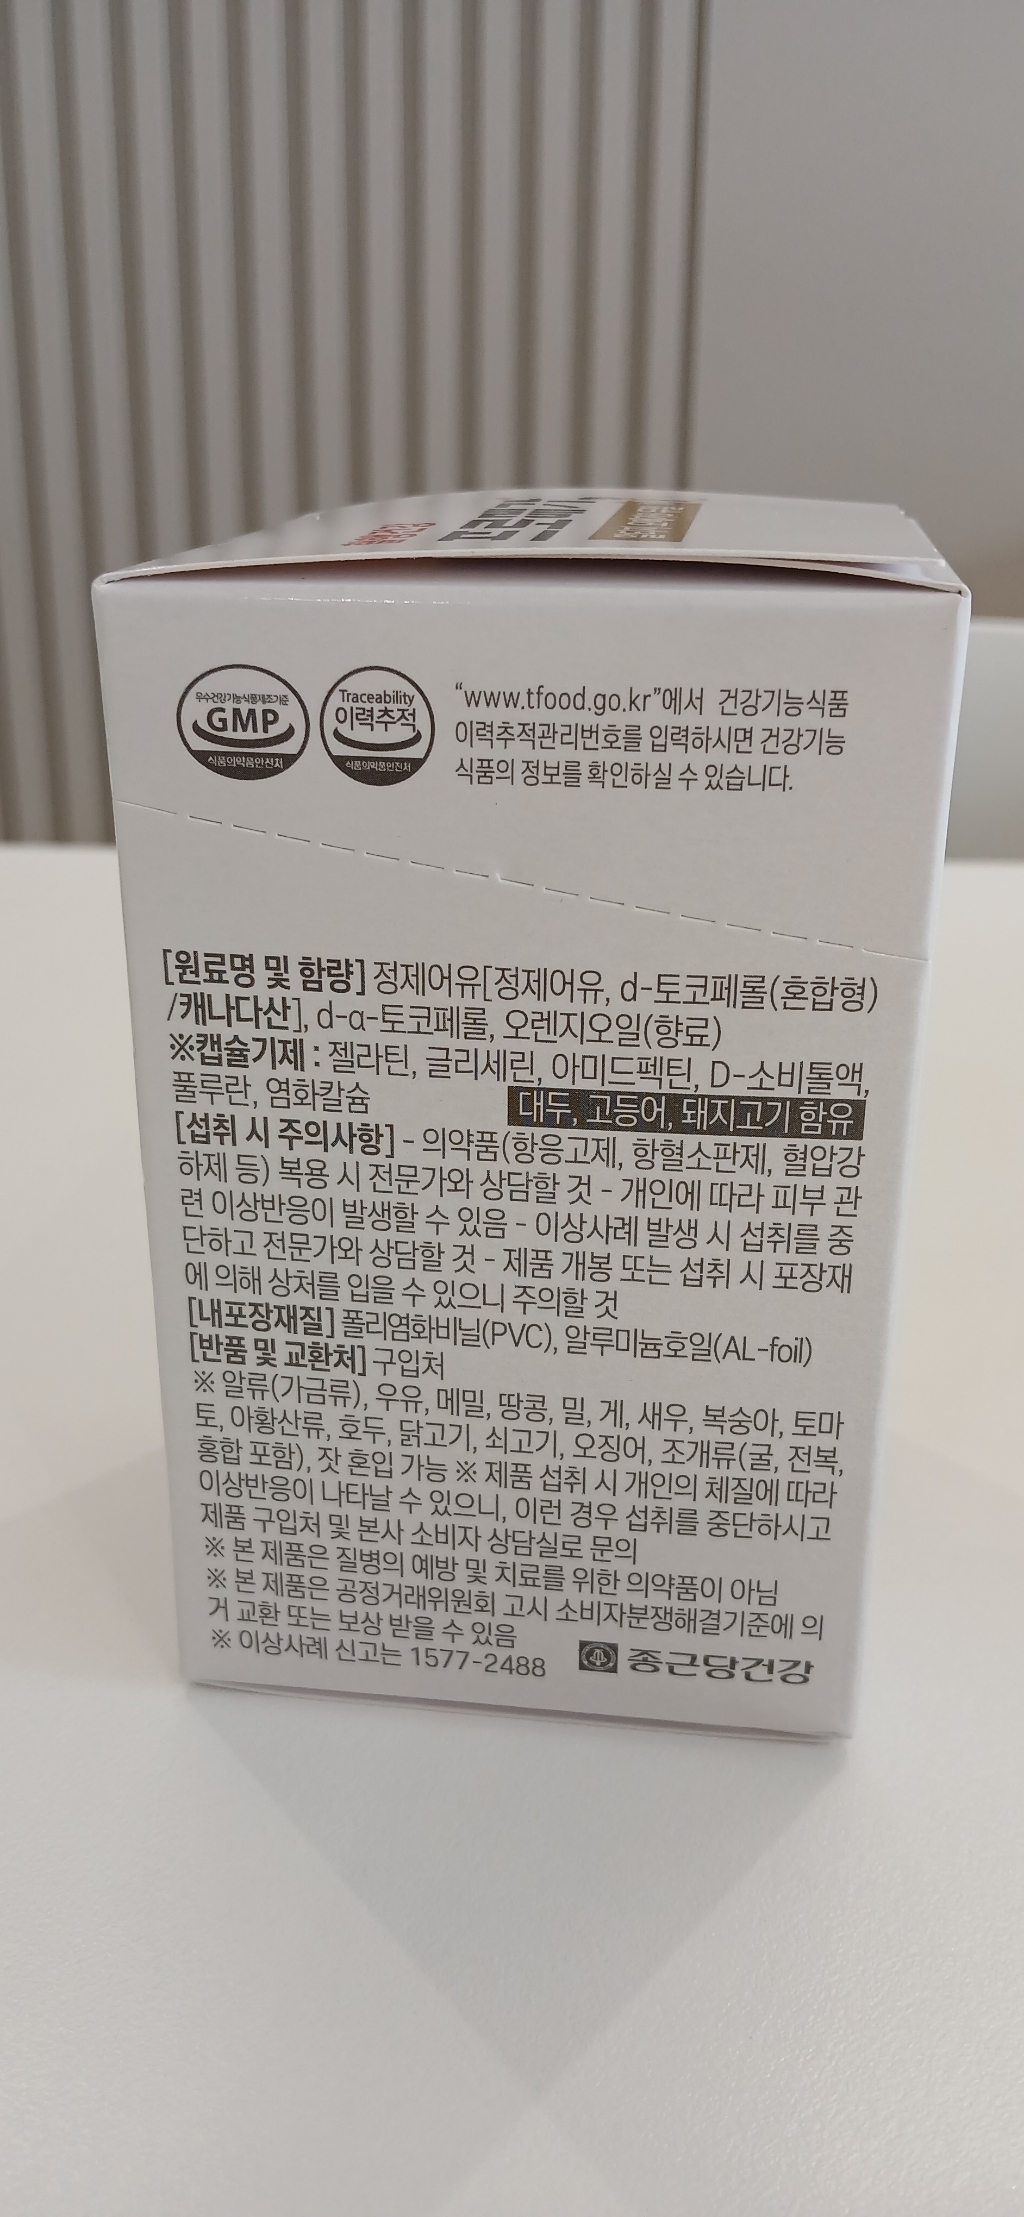 우수건강기능식품제조기준
GMP
식품의약품안전처
Traceability
이력추적
식품의약품안전처
“www.tfood.go.kr”에서 건강기능식품
이력추적관리번호를 입력하시면 건강기능
식품의 정보를 확인하실 수 있습니다.
[원료명 및 함량] 정제어유[정제어유, d-토코페롤(혼합형)
/캐나다산], d-α-토코페롤, 오렌지오일(향료)
※캡슐기제 : 젤라틴, 글리세린, 아미드펙틴, D-소비톨액,
풀루란, 염화칼슘 대두, 고등어, 돼지고기 함유
[섭취 시 주의사항] - 의약품(항응고제, 항혈소판제, 혈압강
하제 등) 복용 시 전문가와 상담할 것 - 개인에 따라 피부 관
련 이상반응이 발생할 수 있음 - 이상사례 발생 시 섭취를 중
단하고 전문가와 상담할 것 - 제품 개봉 또는 섭취 시 포장재
에 의해 상처를 입을 수 있으니 주의할 것
[내포장재질] 폴리염화비닐(PVC), 알루미늄호일(AL-foil)
[반품 및 교환처] 구입처
※ 알류(가금류), 우유, 메밀, 땅콩, 밀, 게, 새우, 복숭아, 토마
토, 아황산류, 호두, 닭고기, 쇠고기, 오징어, 조개류(굴, 전복,
홍합 포함), 잣 혼입 가능 ※ 제품 섭취 시 개인의 체질에 따라
이상반응이 나타날 수 있으니, 이런 경우 섭취를 중단하시고
제품 구입처 및 본사 소비자 상담실로 문의
※ 본 제품은 질병의 예방 및 치료를 위한 의약품이 아님
※ 본 제품은 공정거래위원회 고시 소비자분쟁해결기준에 의
거 교환 또는 보상 받을 수 있음
※ 이상사례 신고는 1577-2488 종근당건강